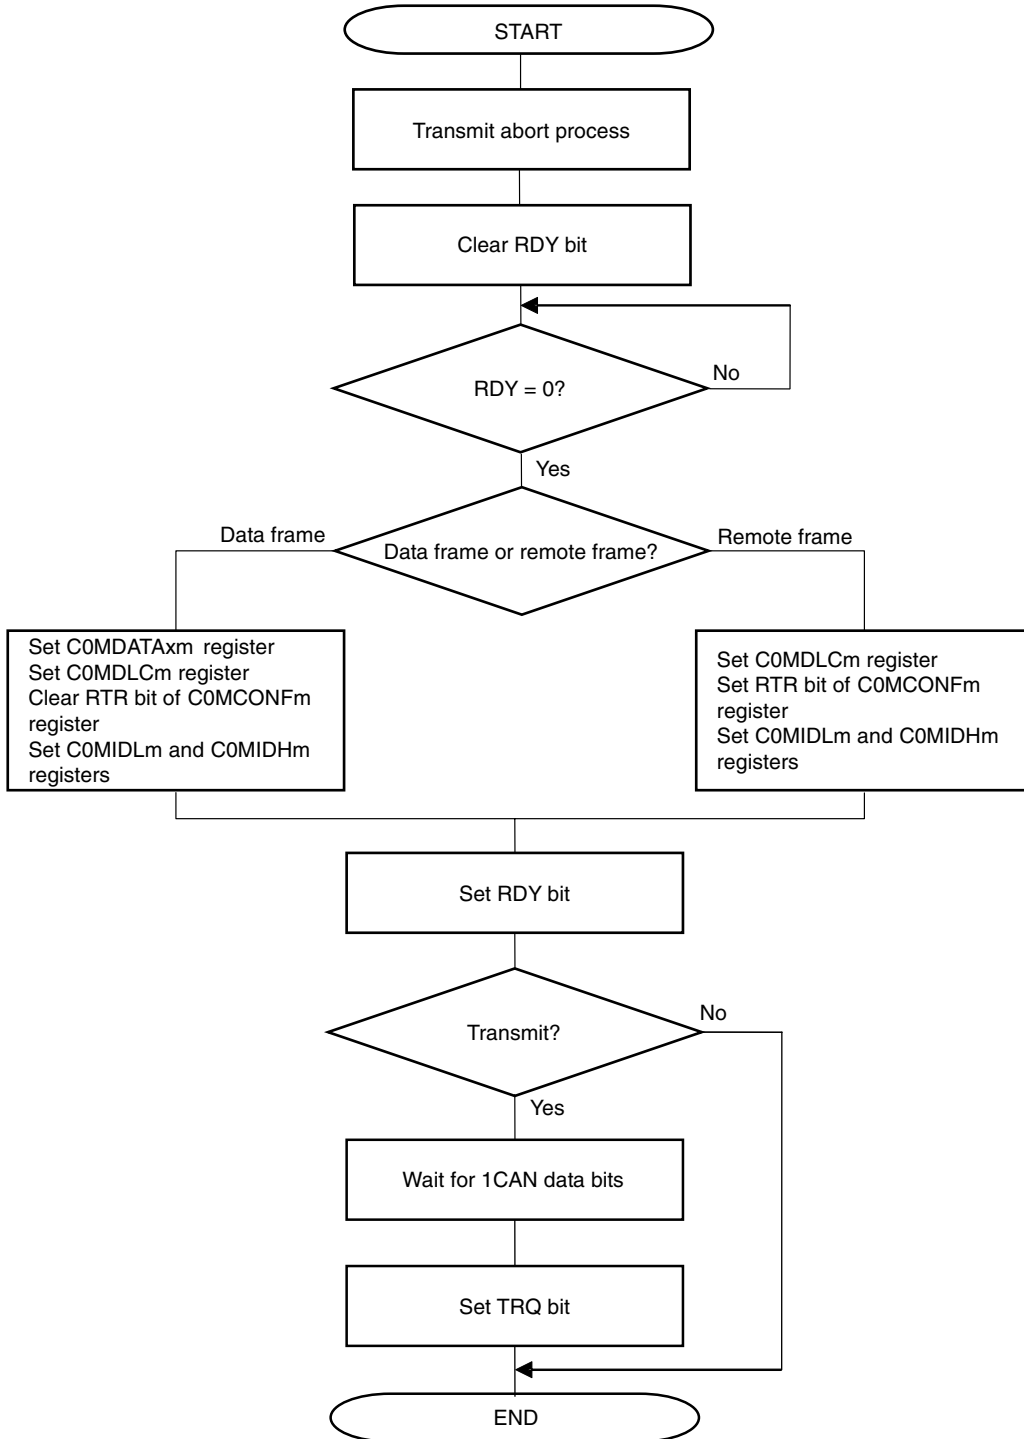 START
Transmit abort process
Clear RDY bit
RDY = 0?
No
Yes
Data frame
Data frame or remote frame?
Remote frame
Set C0MDATAxm register
Set C0MDLCm register
Clear RTR bit of C0MCONFm
register
Set C0MIDLm and C0MIDHm
registers
Set C0MDLCm register
Set RTR bit of C0MCONFm
register
Set C0MIDLm and C0MIDHm
registers
Set RDY bit
Transmit?
No
Yes
Wait for 1CAN data bits
Set TRQ bit
END